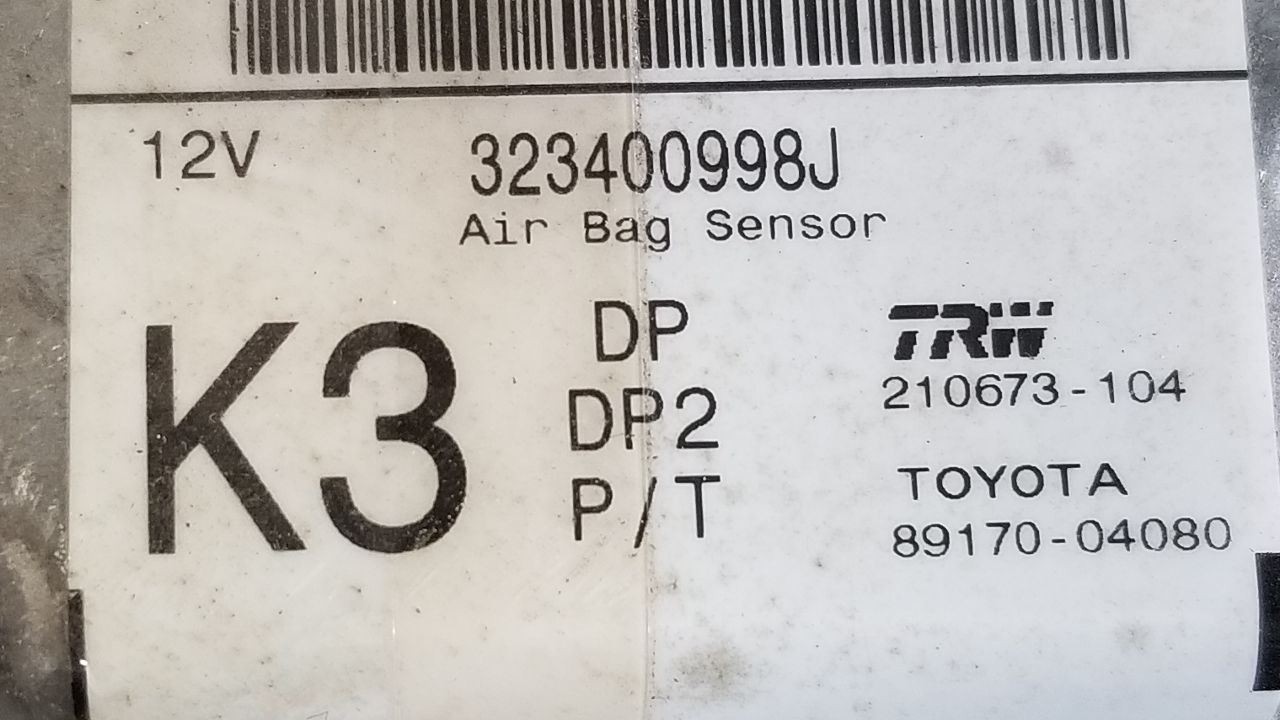 12V 323400998J
Air Bag Sensor
K3
DP
DP2
P/T
TRW
210673-104
TOYOTA
89170-04080